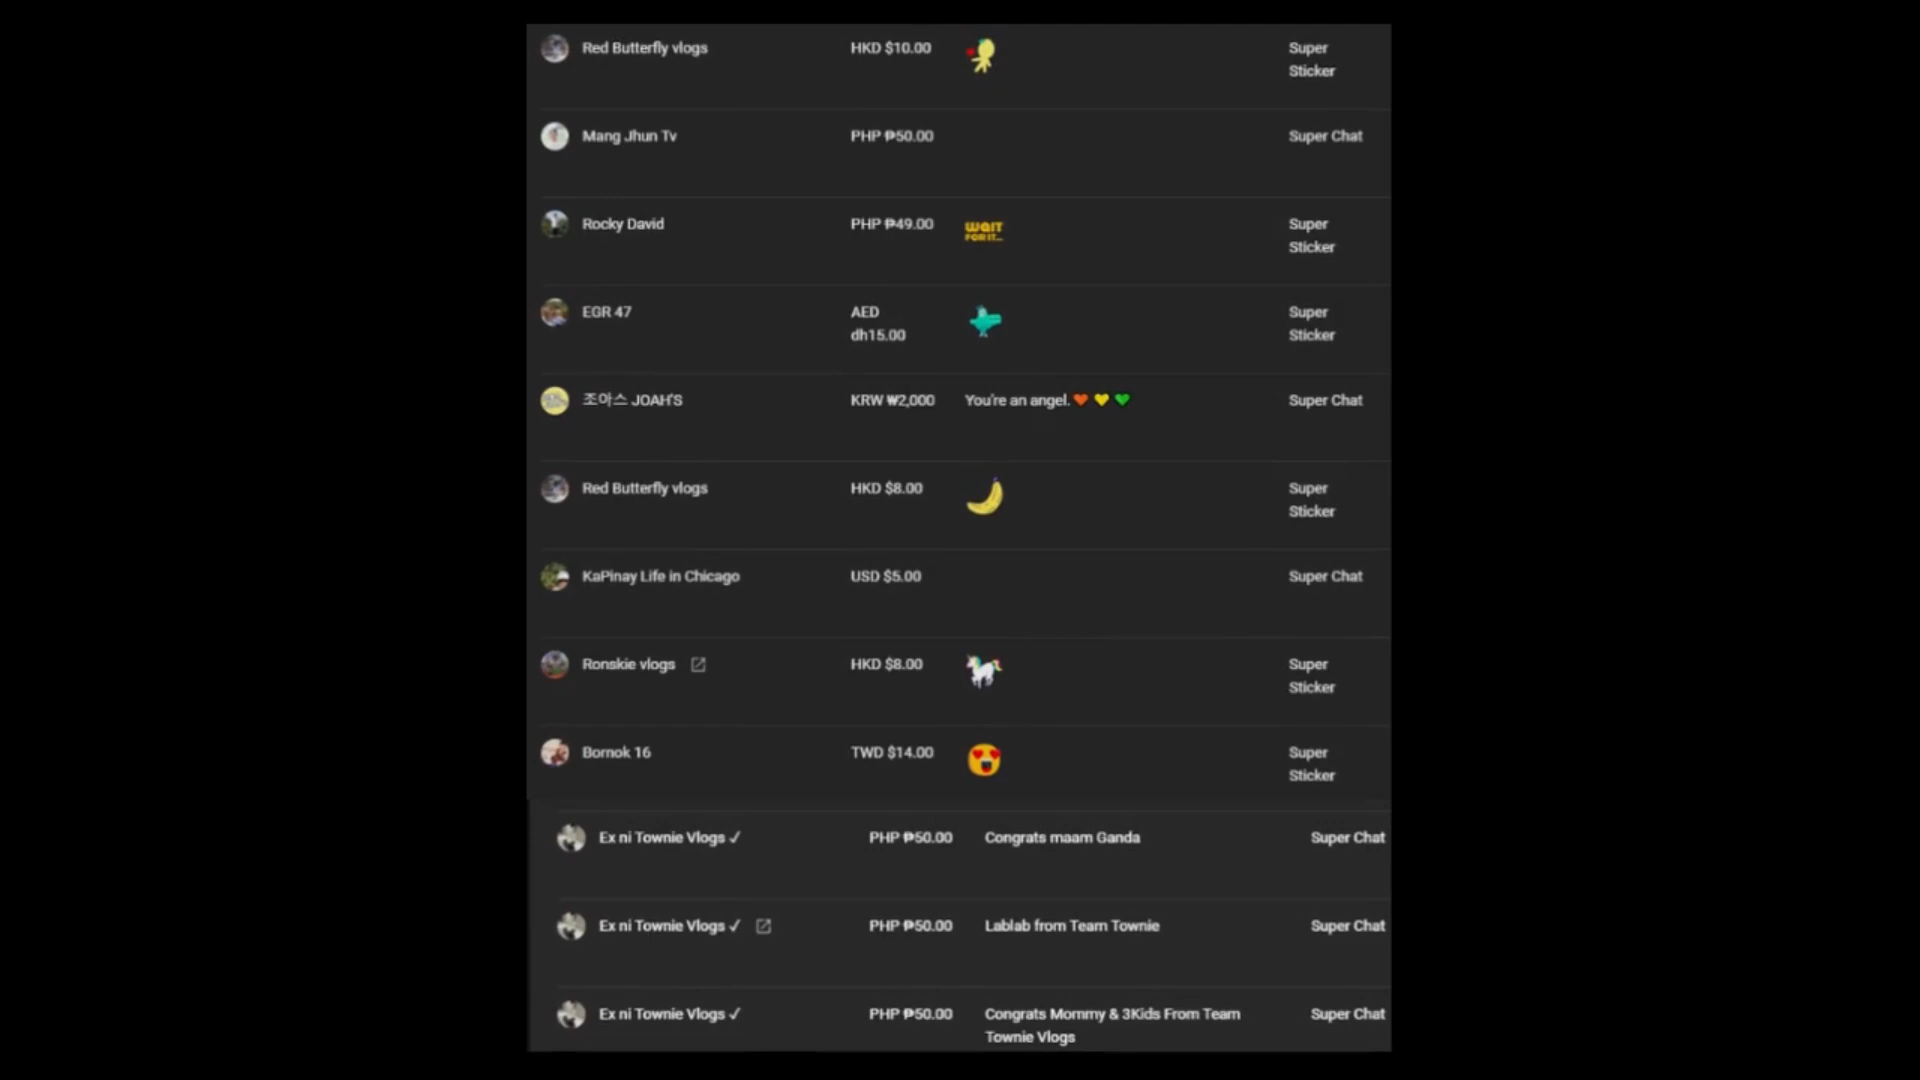 Red Butterfly vlogs HKD $10.00 Super
Sticker
Mang Jhun Tv PHP ₱50.00 Super Chat
Rocky David PHP ₱49.00 WAIT Super
FOR IT... Sticker
EGR 47 AED Super
dh15.00 Sticker
조아스 JOAH'S KRW ₩2,000 You're an angel. Super Chat
Red Butterfly vlogs HKD $8.00 Super
Sticker
KaPinay Life in Chicago USD $5.00 Super Chat
Ronskie vlogs HKD $8.00 Super
Sticker
Bornok 16 TWD $14.00 Super
Sticker
Ex ni Townie Vlogs ✓ PHP ₱50.00 Congrats maam Ganda Super Chat
Ex ni Townie Vlogs ✓ PHP ₱50.00 Lablab from Team Townie Super Chat
Ex ni Townie Vlogs ✓ PHP ₱50.00 Congrats Mommy & 3Kids From Team Super Chat
Townie Vlogs